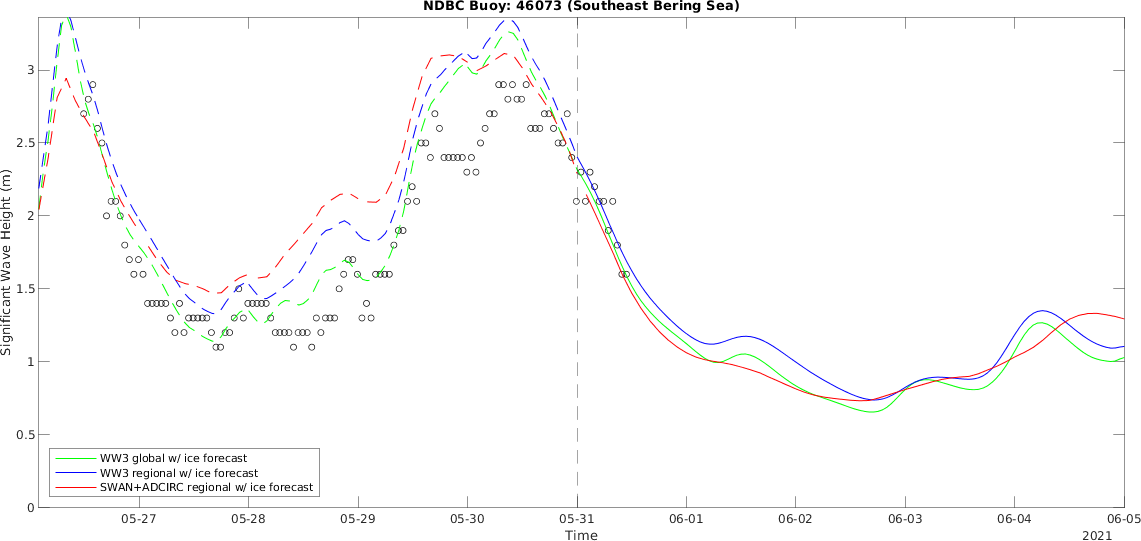 NDBC Buoy: 46073 (Southeast Bering Sea)
Significant Wave Height (m)
3
2.5
2
1.5
1
0.5
0
WW3 global w/ ice forecast
WW3 regional w/ ice forecast
SWAN+ADCIRC regional w/ ice forecast
05-27 05-28 05-29 05-30 05-31 06-01 06-02 06-03 06-04 06-05
Time 2021